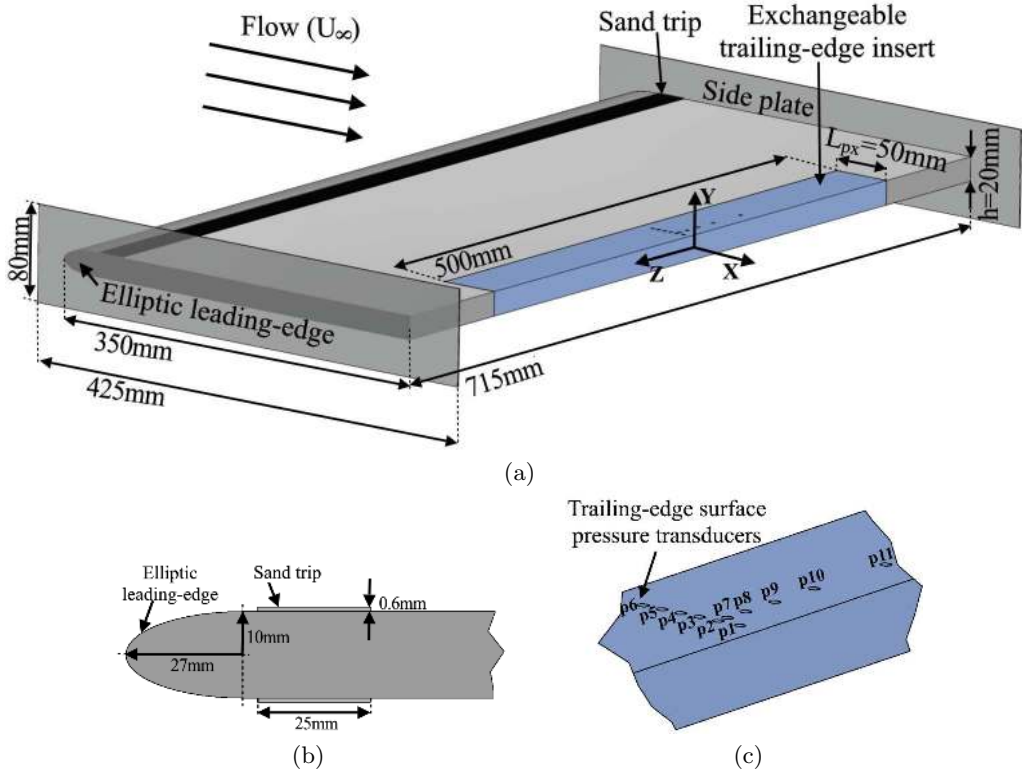 Flow (U∞)
Sand trip
Exchangeable
trailing-edge insert
Side plate
Lpx=50mm
h=20mm
Y
500mm
Z
X
80mm
Elliptic leading-edge
350mm
715mm
425mm
(a)
Elliptic
leading-edge
Sand trip
0.6mm
10mm
27mm
25mm
(b)
Trailing-edge surface
pressure transducers
p11
p10
p9
p8
p7
p6
p5
p4
p3
p2
p1
(c)